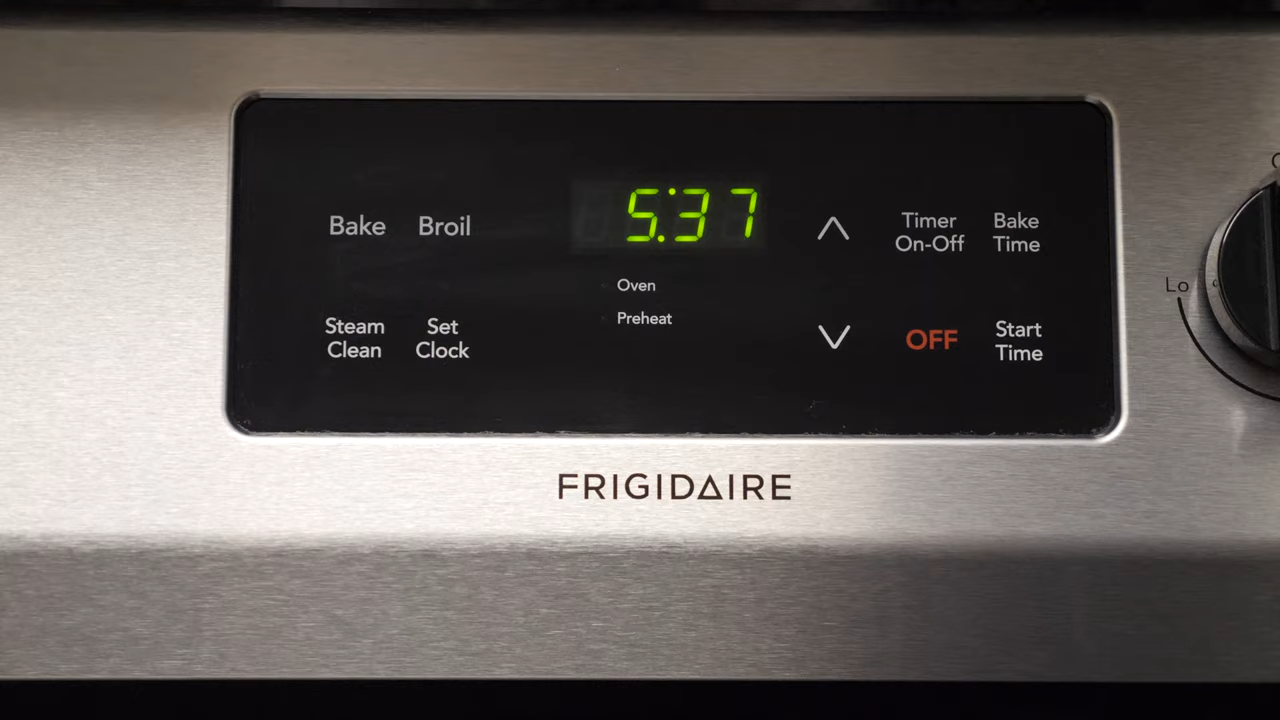 5:37
Bake Broil
Timer On-Off
Bake Time
Oven
Preheat
Steam Clean
Set Clock
OFF
Start Time
Lo
FRIGIDAIRE